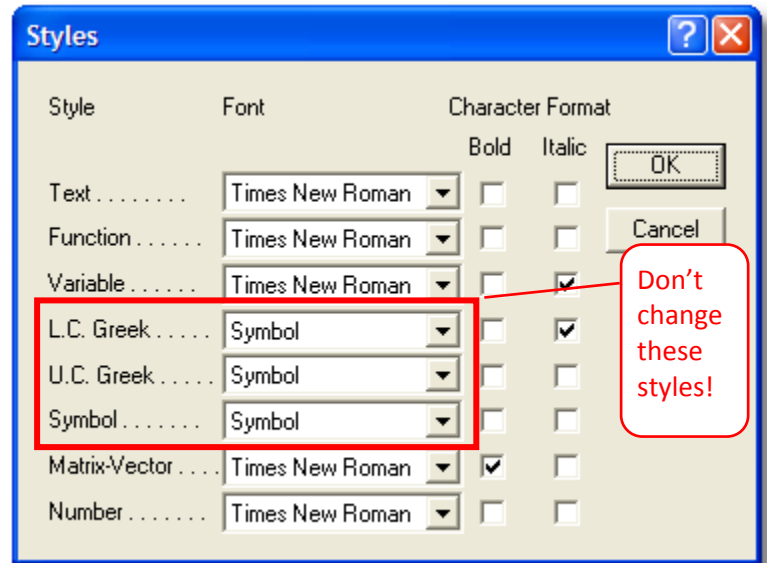 Styles
Style Font Character Format
Bold Italic
OK
Text........ Times New Roman
Function...... Times New Roman
Cancel
Variable...... Times New Roman
L.C. Greek..... Symbol
U.C. Greek..... Symbol
Symbol....... Symbol
Matrix-Vector.... Times New Roman
Number....... Times New Roman
Don’t
change
these
styles!